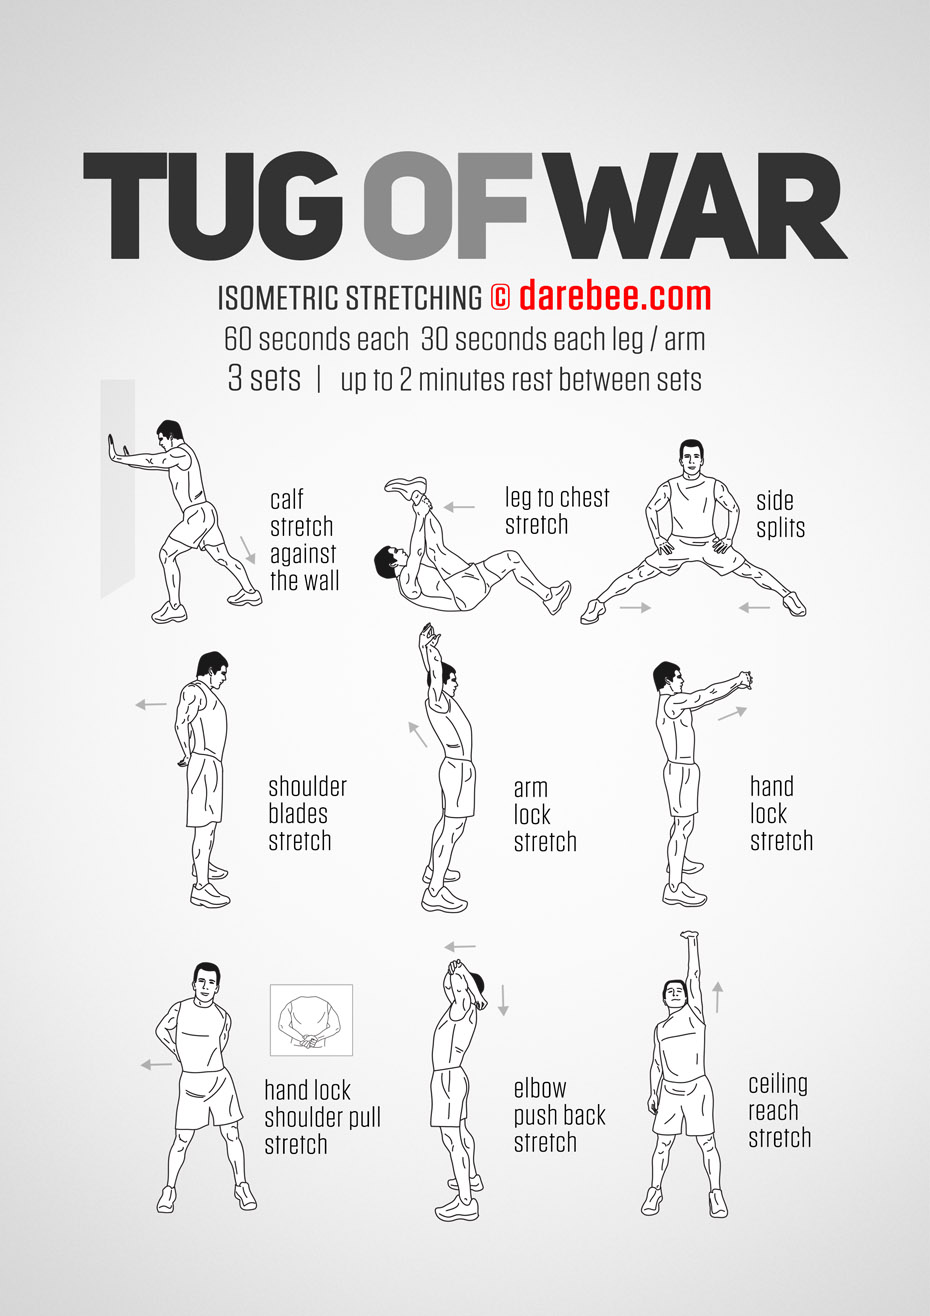 TUG OF WAR
ISOMETRIC STRETCHING © darebee.com
60 seconds each 30 seconds each leg / arm
3 sets | up to 2 minutes rest between sets
calf
stretch
against
the wall
leg to chest
stretch
side
splits
shoulder
blades
stretch
arm
lock
stretch
hand
lock
stretch
hand lock
shoulder pull
stretch
elbow
push back
stretch
ceiling
reach
stretch